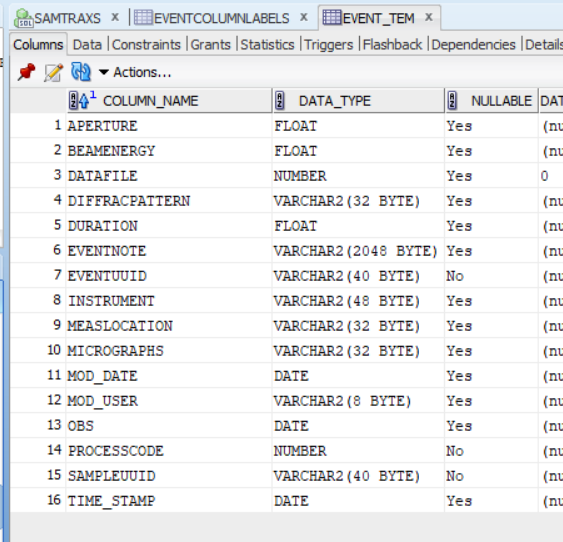 SAMTRAXS x EVENTCOLUMNLABELS x EVENT_TEM x
Columns Data Constraints Grants Statistics Triggers Flashback Dependencies Details
Actions...
COLUMN_NAME DATA_TYPE NULLABLE DAT
1 APERTURE FLOAT Yes (nu
2 BEAMENERGY FLOAT Yes (nu
3 DATAFILE NUMBER Yes 0
4 DIFFRACPATTERN VARCHAR2(32 BYTE) Yes (nu
5 DURATION FLOAT Yes (nu
6 EVENTNOTE VARCHAR2(2048 BYTE) Yes (nu
7 EVENTUUID VARCHAR2(40 BYTE) No (nu
8 INSTRUMENT VARCHAR2(48 BYTE) Yes (nu
9 MEASLOCATION VARCHAR2(32 BYTE) Yes (nu
10 MICROGRAPHS VARCHAR2(32 BYTE) Yes (nu
11 MOD_DATE DATE Yes (nu
12 MOD_USER VARCHAR2(8 BYTE) Yes (nu
13 OBS DATE Yes (nu
14 PROCESSCODE NUMBER No (nu
15 SAMPLEUUID VARCHAR2(40 BYTE) No (nu
16 TIME_STAMP DATE Yes (nu